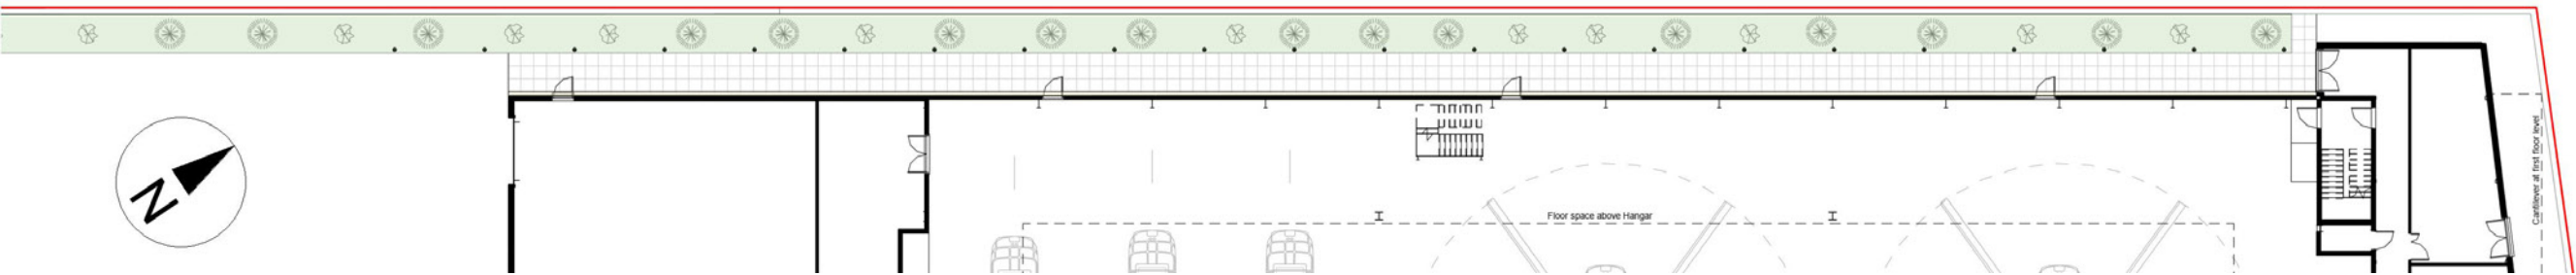 N
Floor space above Hangar
Cantilever at first floor level